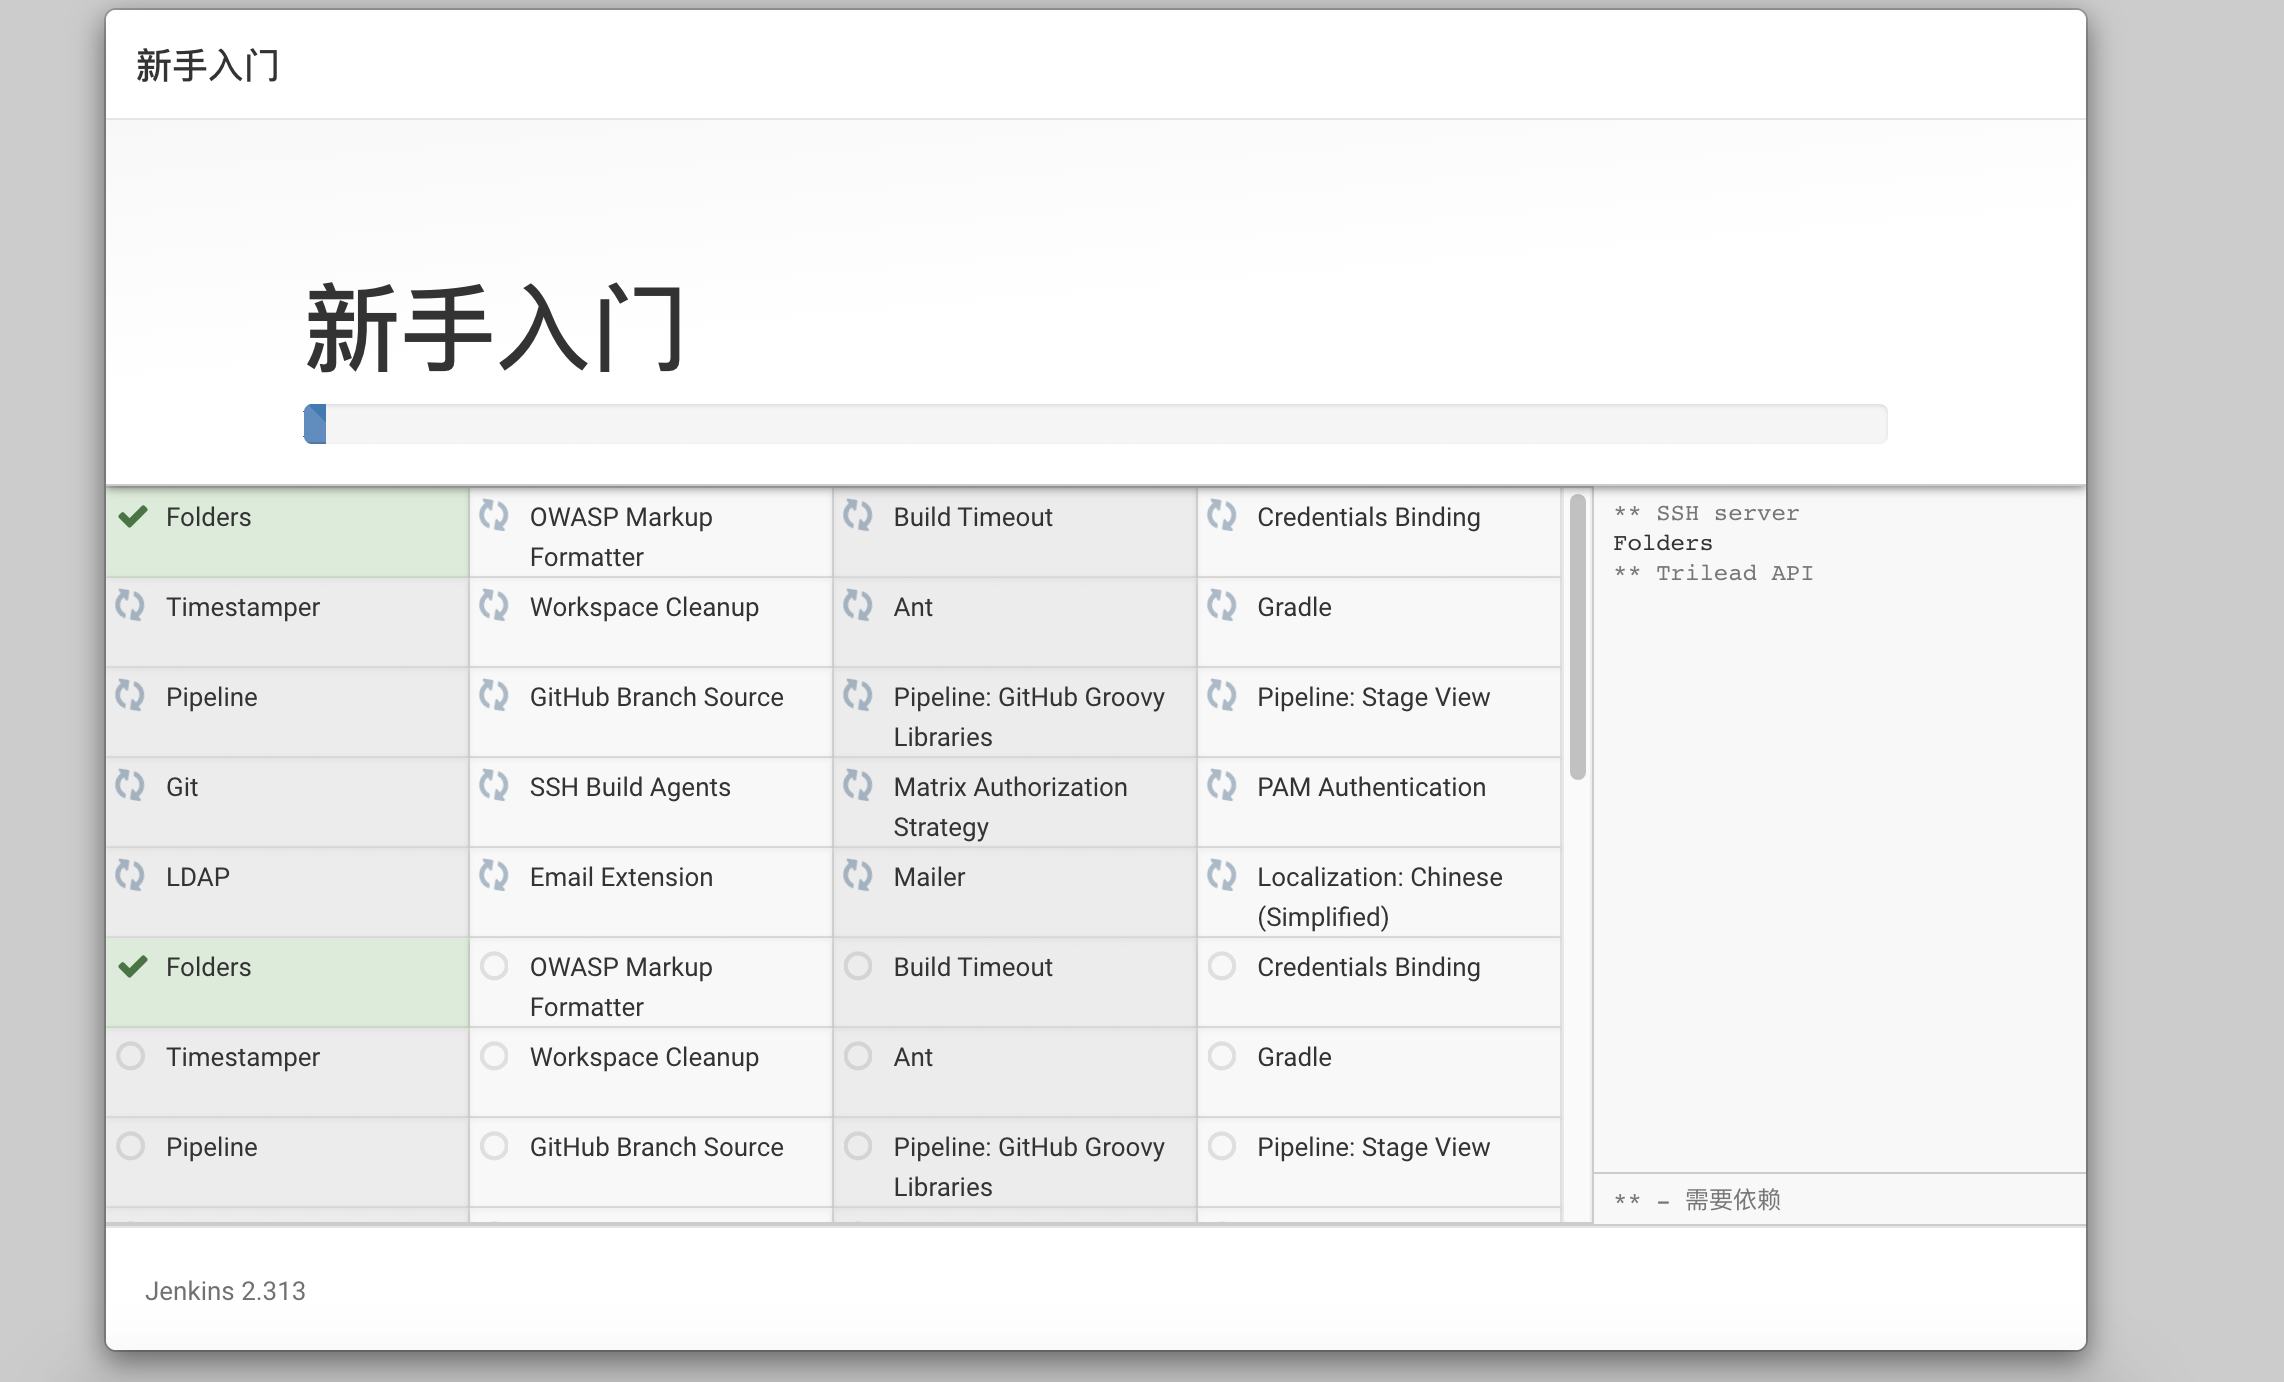 新手入门
新手入门
Folders
OWASP Markup
Formatter
Build Timeout
Credentials Binding
Timestamper
Workspace Cleanup
Ant
Gradle
Pipeline
GitHub Branch Source
Pipeline: GitHub Groovy
Libraries
Pipeline: Stage View
Git
SSH Build Agents
Matrix Authorization
Strategy
PAM Authentication
LDAP
Email Extension
Mailer
Localization: Chinese
(Simplified)
Folders
OWASP Markup
Formatter
Build Timeout
Credentials Binding
Timestamper
Workspace Cleanup
Ant
Gradle
Pipeline
GitHub Branch Source
Pipeline: GitHub Groovy
Libraries
Pipeline: Stage View
** SSH server
Folders
** Trilead API
** - 需要依赖
Jenkins 2.313